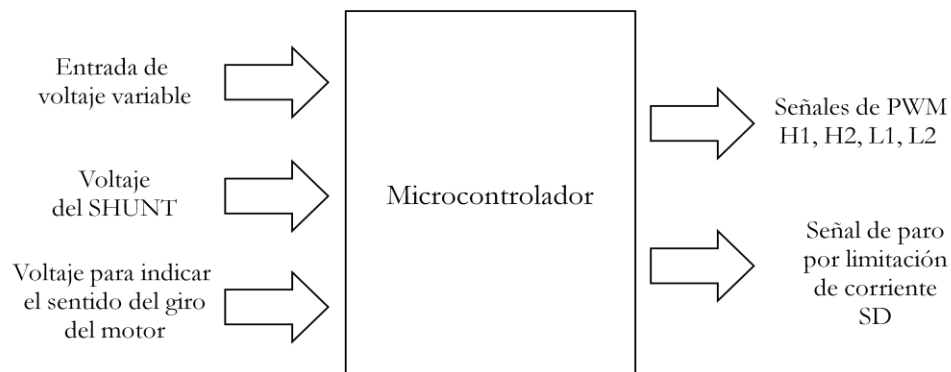 Entrada de
voltaje variable
Voltaje
del SHUNT
Voltaje para indicar
el sentido del giro
del motor
Microcontrolador
Señales de PWM
H1, H2, L1, L2
Señal de paro
por limitación
de corriente
SD